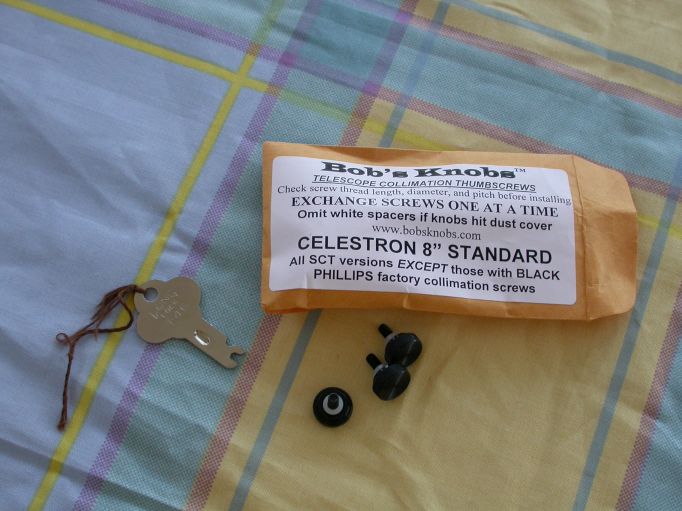 Bob's Knobs™
TELESCOPE COLLIMATION THUMBSCREWS
Check screw thread length, diameter, and pitch before installing
EXCHANGE SCREWS ONE AT A TIME
Omit white spacers if knobs hit dust cover
www.bobsknobs.com
CELESTRON 8” STANDARD
All SCT versions EXCEPT those with BLACK
PHILLIPS factory collimation screws